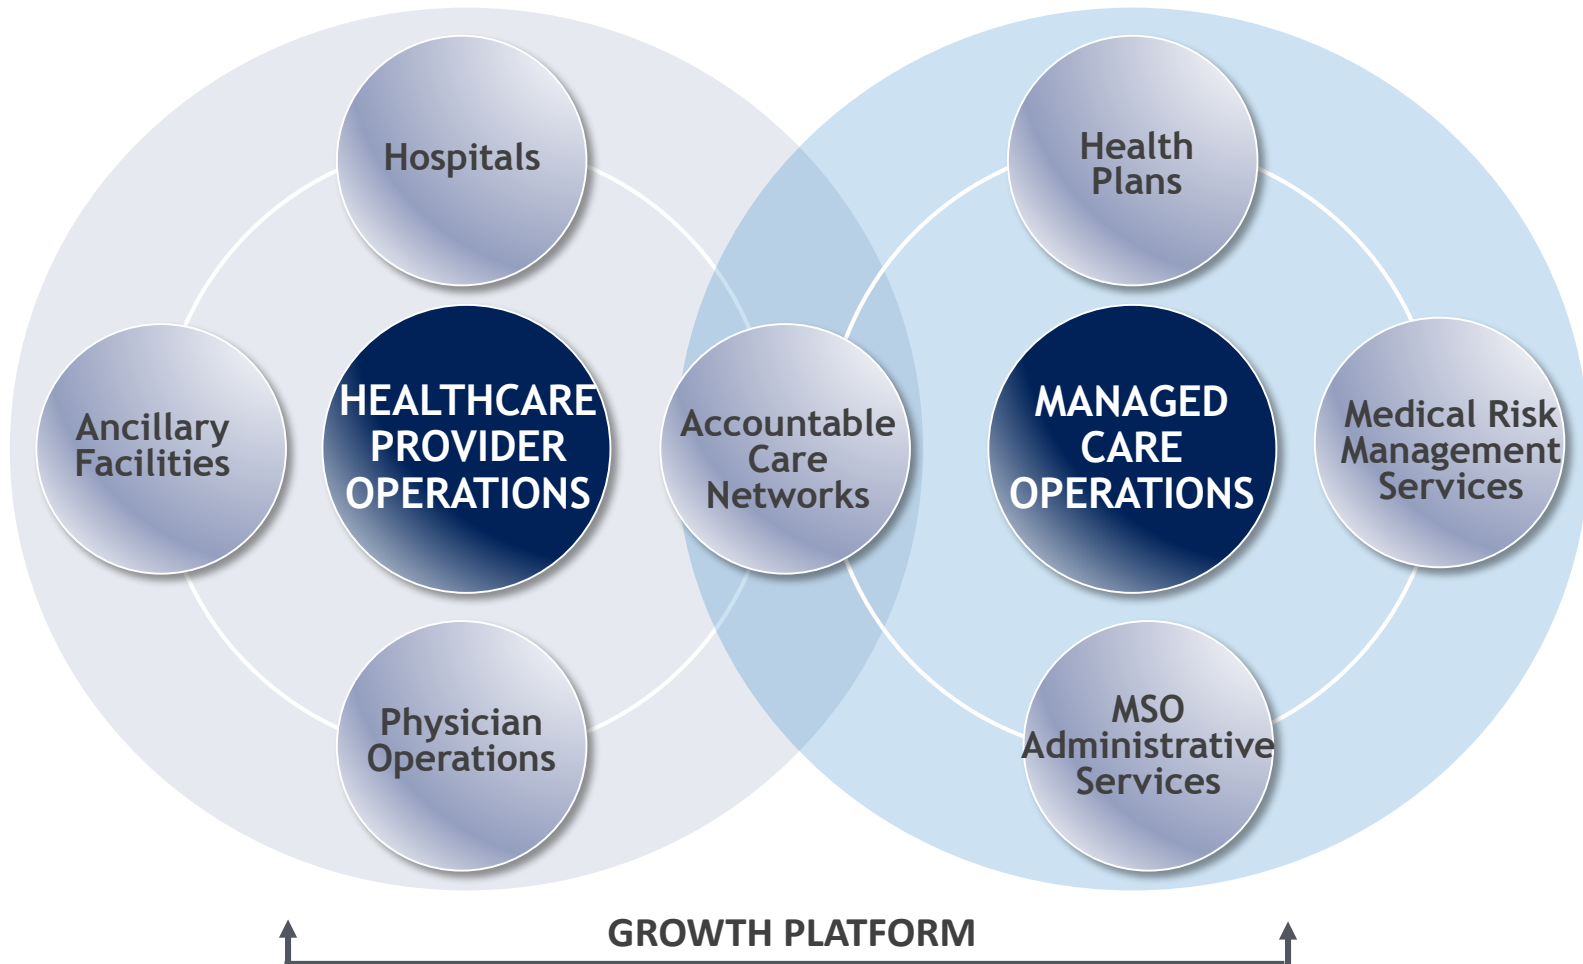 Hospitals
Health
Plans
Ancillary
Facilities
HEALTHCARE
PROVIDER
OPERATIONS
Accountable
Care
Networks
MANAGED
CARE
OPERATIONS
Medical Risk
Management
Services
Physician
Operations
MSO
Administrative
Services
GROWTH PLATFORM